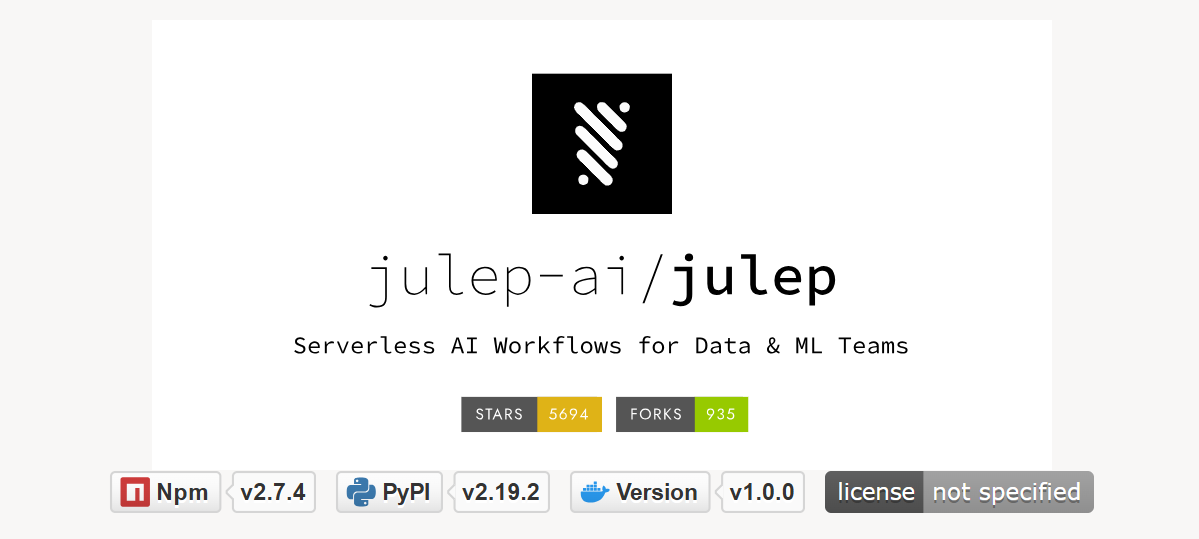 julep-ai/julep
Serverless AI Workflows for Data & ML Teams
STARS 5694 FORKS 935
Npm v2.7.4 PyPI v2.19.2 Version v1.0.0 license not specified